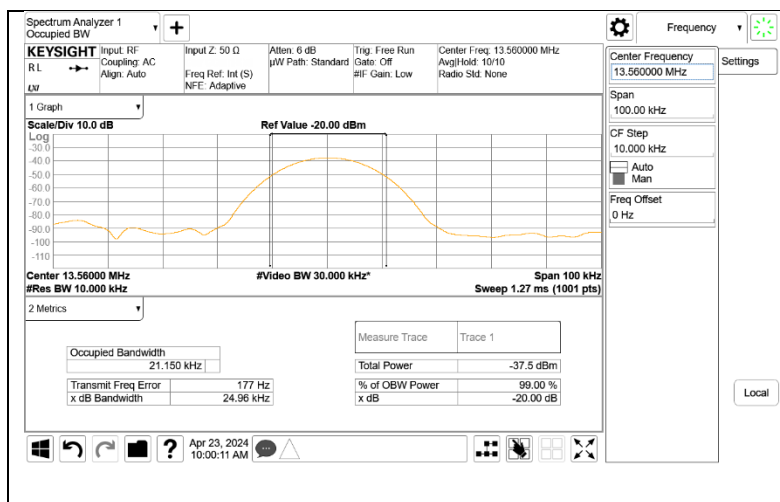 Spectrum Analyzer 1
Occupied BW
+
Frequency
KEYSIGHT Input: RF Input Z: 50 Ω Atten: 6 dB Trig: Free Run Center Freq: 13.560000 MHz
RL Coupling: AC µW Path: Standard Gate: Off Avg|Hold: 10/10
Align: Auto Freq Ref: Int (S) #IF Gain: Low Radio Std: None
LXI NFE: Adaptive
Center Frequency
13.560000 MHz
Settings
Span
100.00 kHz
CF Step
10.000 kHz
Auto
Man
Freq Offset
0 Hz
Local
1 Graph
Scale/Div 10.0 dB Ref Value -20.00 dBm
Log
-30.0
-40.0
-50.0
-60.0
-70.0
-80.0
-90.0
-100
-110
Center 13.56000 MHz #Video BW 30.000 kHz* Span 100 kHz
#Res BW 10.000 kHz Sweep 1.27 ms (1001 pts)
2 Metrics
Measure Trace Trace 1
Occupied Bandwidth
21.150 kHz Total Power -37.5 dBm
Transmit Freq Error 177 Hz % of OBW Power 99.00 %
x dB Bandwidth 24.96 kHz x dB -20.00 dB
? Apr 23, 2024
10:00:11 AM